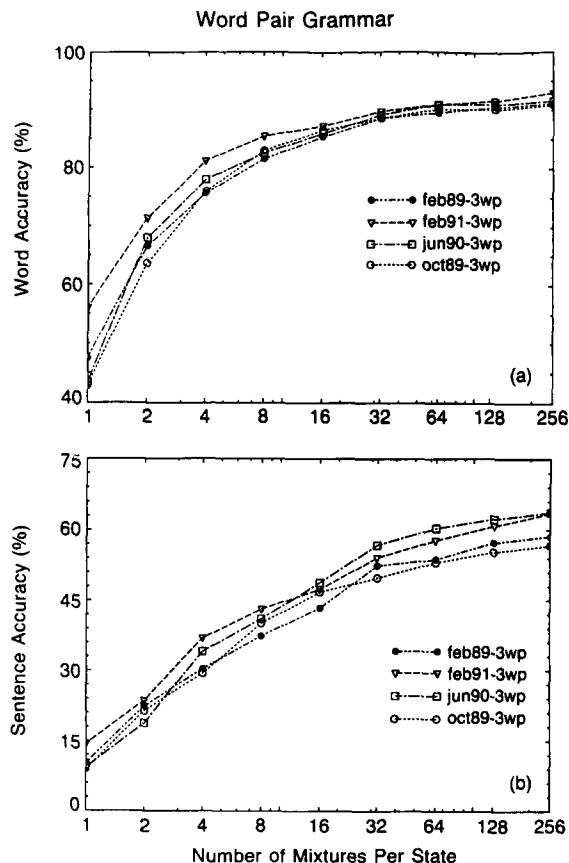 Word Pair Grammar
100
80
60
40
Word Accuracy (%)
feb89-3wp
feb91-3wp
jun90-3wp
oct89-3wp
(a)
1 2 4 8 16 32 64 128 256
75
60
45
30
15
0
Sentence Accuracy (%)
feb89-3wp
feb91-3wp
jun90-3wp
oct89-3wp
(b)
1 2 4 8 16 32 64 128 256
Number of Mixtures Per State